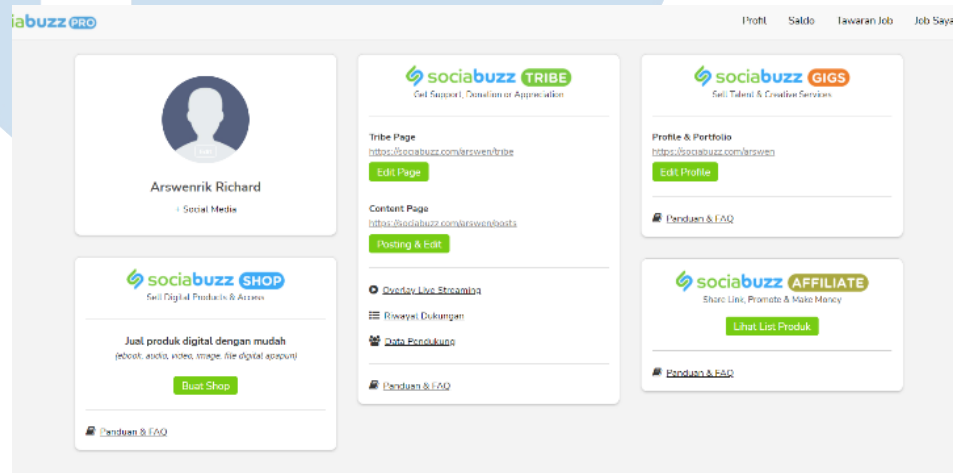 iabuzz PRO
Profil Saldo Tawaran Job Job Saya
Arswenrik Richard
+ Social Media
sociabuzz SHOP
Sell Digital Products & Access
Jual produk digital dengan mudah
(ebook, audio, video, image, file digital apapun)
Buat Shop
Panduan & FAQ
sociabuzz TRIBE
Get Support, Donation or Appreciation
Tribe Page
https://sociabuzz.com/arswen/tribe
Edit Page
Content Page
https://sociabuzz.com/arswen/posts
Posting & Edit
Overlay Live Streaming
Riwayat Dukungan
Data Pendukung
Panduan & FAQ
sociabuzz GIGS
Sell Talent & Creative Services
Profile & Portfolio
https://sociabuzz.com/arswen
Edit Profile
Panduan & FAQ
sociabuzz AFFILIATE
Share Link, Promote & Make Money
Lihat List Produk
Panduan & FAQ